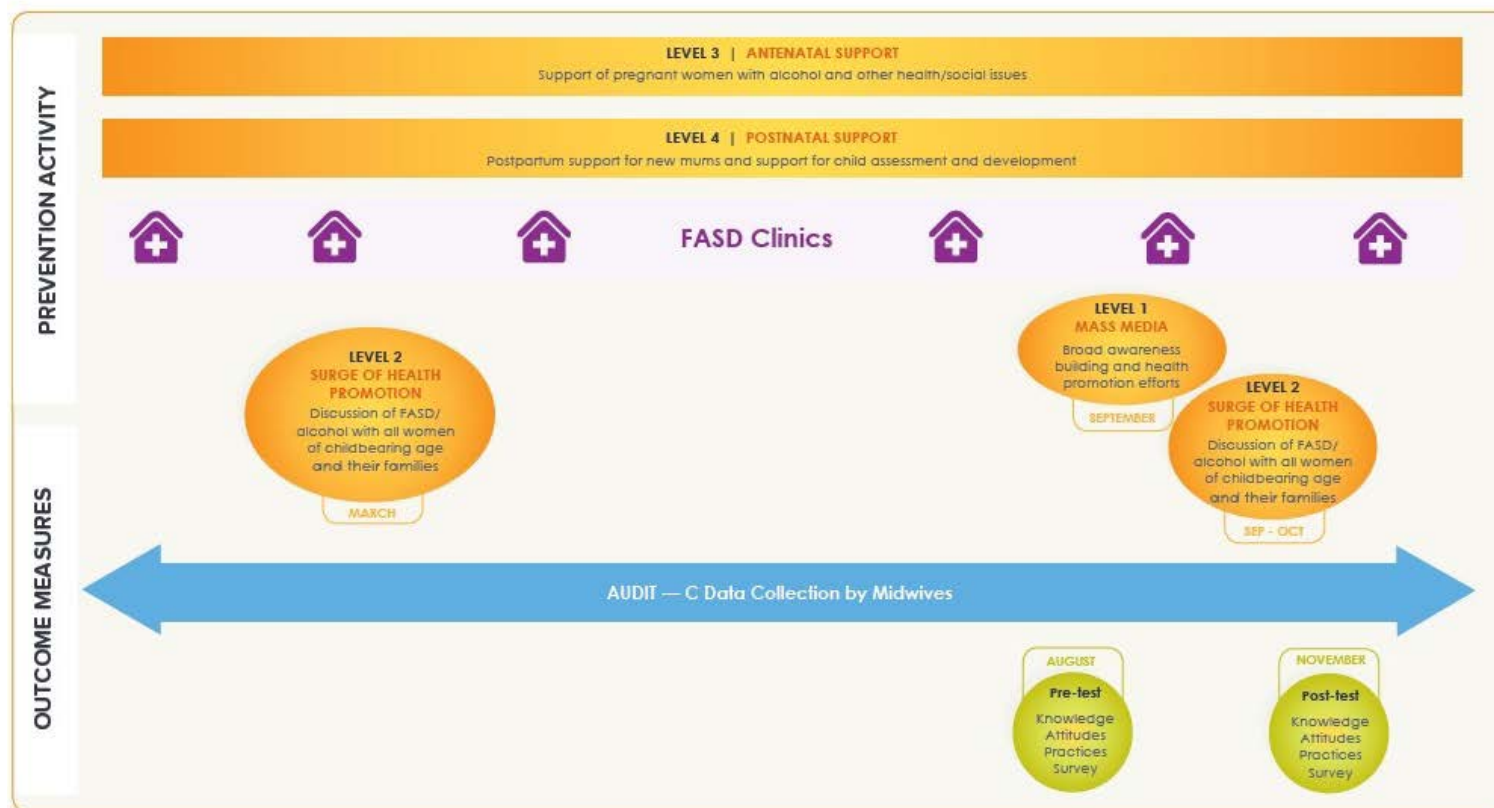 PREVENTION ACTIVITY
LEVEL 3 | ANTENATAL SUPPORT
Support of pregnant women with alcohol and other health/social issues
LEVEL 4 | POSTNATAL SUPPORT
Postpartum support for new mums and support for child assessment and development
FASD Clinics
LEVEL 2
SURGE OF HEALTH
PROMOTION
Discussion of FASD/
alcohol with all women
of childbearing age
and their families
MARCH
LEVEL 1
MASS MEDIA
Broad awareness
building and health
promotion efforts
SEPTEMBER
LEVEL 2
SURGE OF HEALTH
PROMOTION
Discussion of FASD/
alcohol with all women
of childbearing age
and their families
SEP - OCT
OUTCOME MEASURES
AUDIT — C Data Collection by Midwives
AUGUST
Pre-test
Knowledge
Attitudes
Practices
Survey
NOVEMBER
Post-test
Knowledge
Attitudes
Practices
Survey